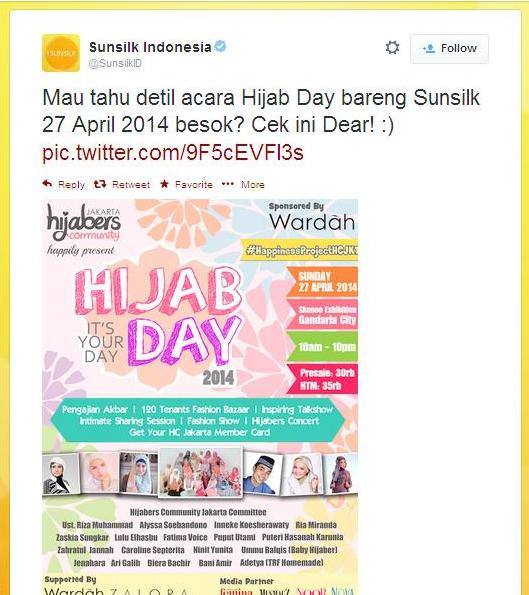 SUNSILK
Sunsilk Indonesia
@SunsilkID
Follow
Mau tahu detil acara Hijab Day bareng Sunsilk
27 April 2014 besok? Cek ini Dear! :)
pic.twitter.com/9F5cEVFl3s
Reply Retweet Favorite More
JAKARTA
hijabers
community
happily present
Sponsored By
Wardah
#HappinessProjectHCJKT
HIJAB
IT'S
YOUR
DAY
DAY
2014
SUNDAY
27 APRIL 2014
Skenoo Exhibition
Gandaria City
10am - 10pm
Presale: 30rb
HTM: 35rb
Pengajian Akbar | 120 Tenants Fashion Bazaar | Inspiring Talkshow
Intimate Sharing Session | Fashion Show | Hijabers Concert
Get Your HC Jakarta Member Card
Hijabers Community Jakarta Committee
Ust. Riza Muhammad Alyssa Soebandono Inneke Koesherawaty Ria Miranda
Zaskia Sungkar Lulu Elhasbu Fatima Voice Puput Utami Puteri Hasanah Karunia
Zahratul Jannah Caroline Septerita Ninit Yunita Ummu Balqis (Baby Hijaber)
Jenahara Ari Galih Diera Bachir Bani Amir Adetya (TRF Homemade)
Supported By
Wardah ZALORA
Media Partner
femina NOOR NOVA